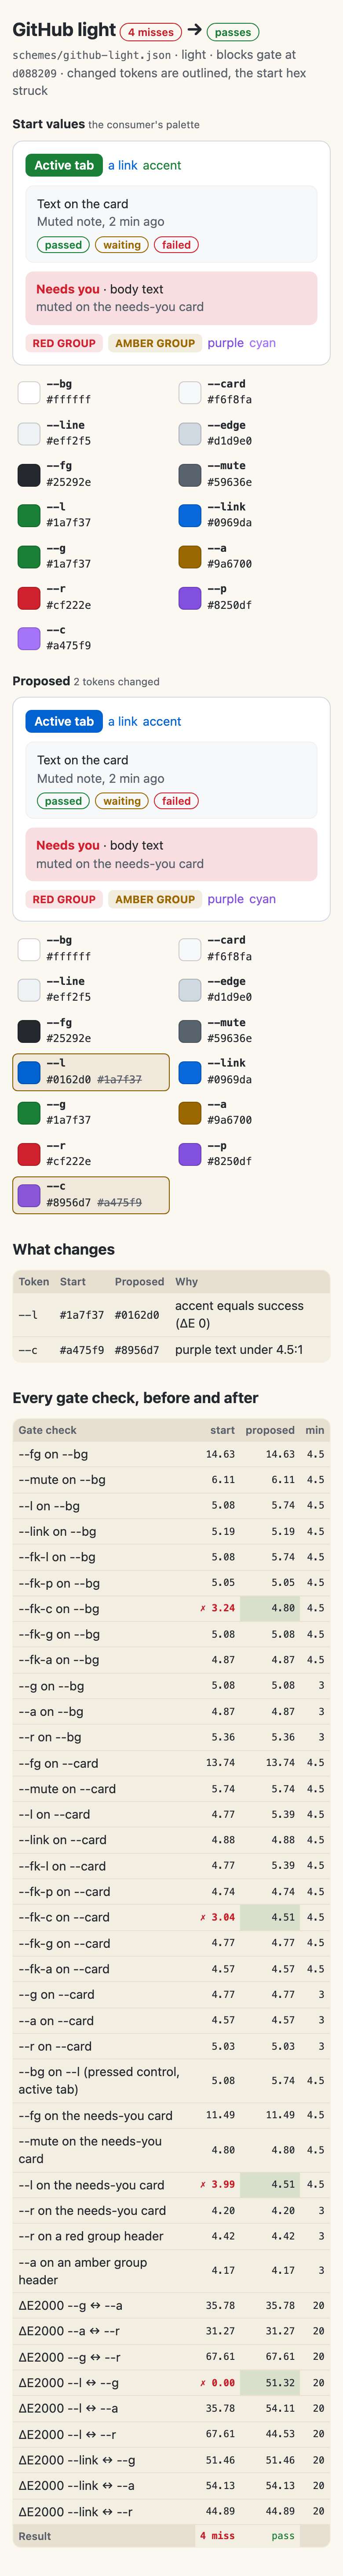 GitHub light 4 misses → passes
schemes/github-light.json · light · blocks gate at
d088209 · changed tokens are outlined, the start hex
struck
Start values the consumer's palette
Active tab a link accent
Text on the card
Muted note, 2 min ago
passed waiting failed
Needs you · body text
muted on the needs-you card
RED GROUP AMBER GROUP purple cyan
--bg --card
#ffffff #f6f8fa
--line --edge
#eff2f5 #d1d9e0
--fg --mute
#25292e #59636e
--l --link
#1a7f37 #0969da
--g --a
#1a7f37 #9a6700
--r --p
#cf222e #8250df
--c
#a475f9
Proposed 2 tokens changed
Active tab a link accent
Text on the card
Muted note, 2 min ago
passed waiting failed
Needs you · body text
muted on the needs-you card
RED GROUP AMBER GROUP purple cyan
--bg --card
#ffffff #f6f8fa
--line --edge
#eff2f5 #d1d9e0
--fg --mute
#25292e #59636e
--l --link
#0162d0 #1a7f37 #0969da
--g --a
#1a7f37 #9a6700
--r --p
#cf222e #8250df
--c
#8956d7 #a475f9
What changes
Token Start Proposed Why
--l #1a7f37 #0162d0 accent equals success
(ΔE 0)
--c #a475f9 #8956d7 purple text under 4.5:1
Every gate check, before and after
Gate check start proposed min
--fg on --bg 14.63 14.63 4.5
--mute on --bg 6.11 6.11 4.5
--l on --bg 5.08 5.74 4.5
--link on --bg 5.19 5.19 4.5
--fk-l on --bg 5.08 5.74 4.5
--fk-p on --bg 5.05 5.05 4.5
--fk-c on --bg ✗ 3.24 4.80 4.5
--fk-g on --bg 5.08 5.08 4.5
--fk-a on --bg 4.87 4.87 4.5
--g on --bg 5.08 5.08 3
--a on --bg 4.87 4.87 3
--r on --bg 5.36 5.36 3
--fg on --card 13.74 13.74 4.5
--mute on --card 5.74 5.74 4.5
--l on --card 4.77 5.39 4.5
--link on --card 4.88 4.88 4.5
--fk-l on --card 4.77 5.39 4.5
--fk-p on --card 4.74 4.74 4.5
--fk-c on --card ✗ 3.04 4.51 4.5
--fk-g on --card 4.77 4.77 4.5
--fk-a on --card 4.57 4.57 4.5
--g on --card 4.77 4.77 3
--a on --card 4.57 4.57 3
--r on --card 5.03 5.03 3
--bg on --l (pressed control,
active tab) 5.08 5.74 4.5
--fg on the needs-you card 11.49 11.49 4.5
--mute on the needs-you
card 4.80 4.80 4.5
--l on the needs-you card ✗ 3.99 4.51 4.5
--r on the needs-you card 4.20 4.20 3
--r on a red group header 4.42 4.42 3
--a on an amber group
header 4.17 4.17 3
ΔE2000 --g ↔ --a 35.78 35.78 20
ΔE2000 --a ↔ --r 31.27 31.27 20
ΔE2000 --g ↔ --r 67.61 67.61 20
ΔE2000 --l ↔ --g ✗ 0.00 51.32 20
ΔE2000 --l ↔ --a 35.78 54.11 20
ΔE2000 --l ↔ --r 67.61 44.53 20
ΔE2000 --link ↔ --g 51.46 51.46 20
ΔE2000 --link ↔ --a 54.13 54.13 20
ΔE2000 --link ↔ --r 44.89 44.89 20
Result 4 miss pass